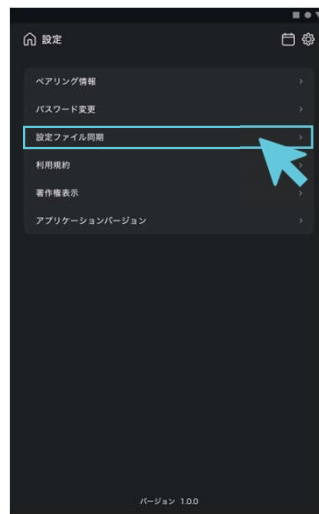 設定
ペアリング情報
パスワード変更
設定ファイル同期
利用規約
著作権表示
アプリケーションバージョン
バージョン 1.0.0